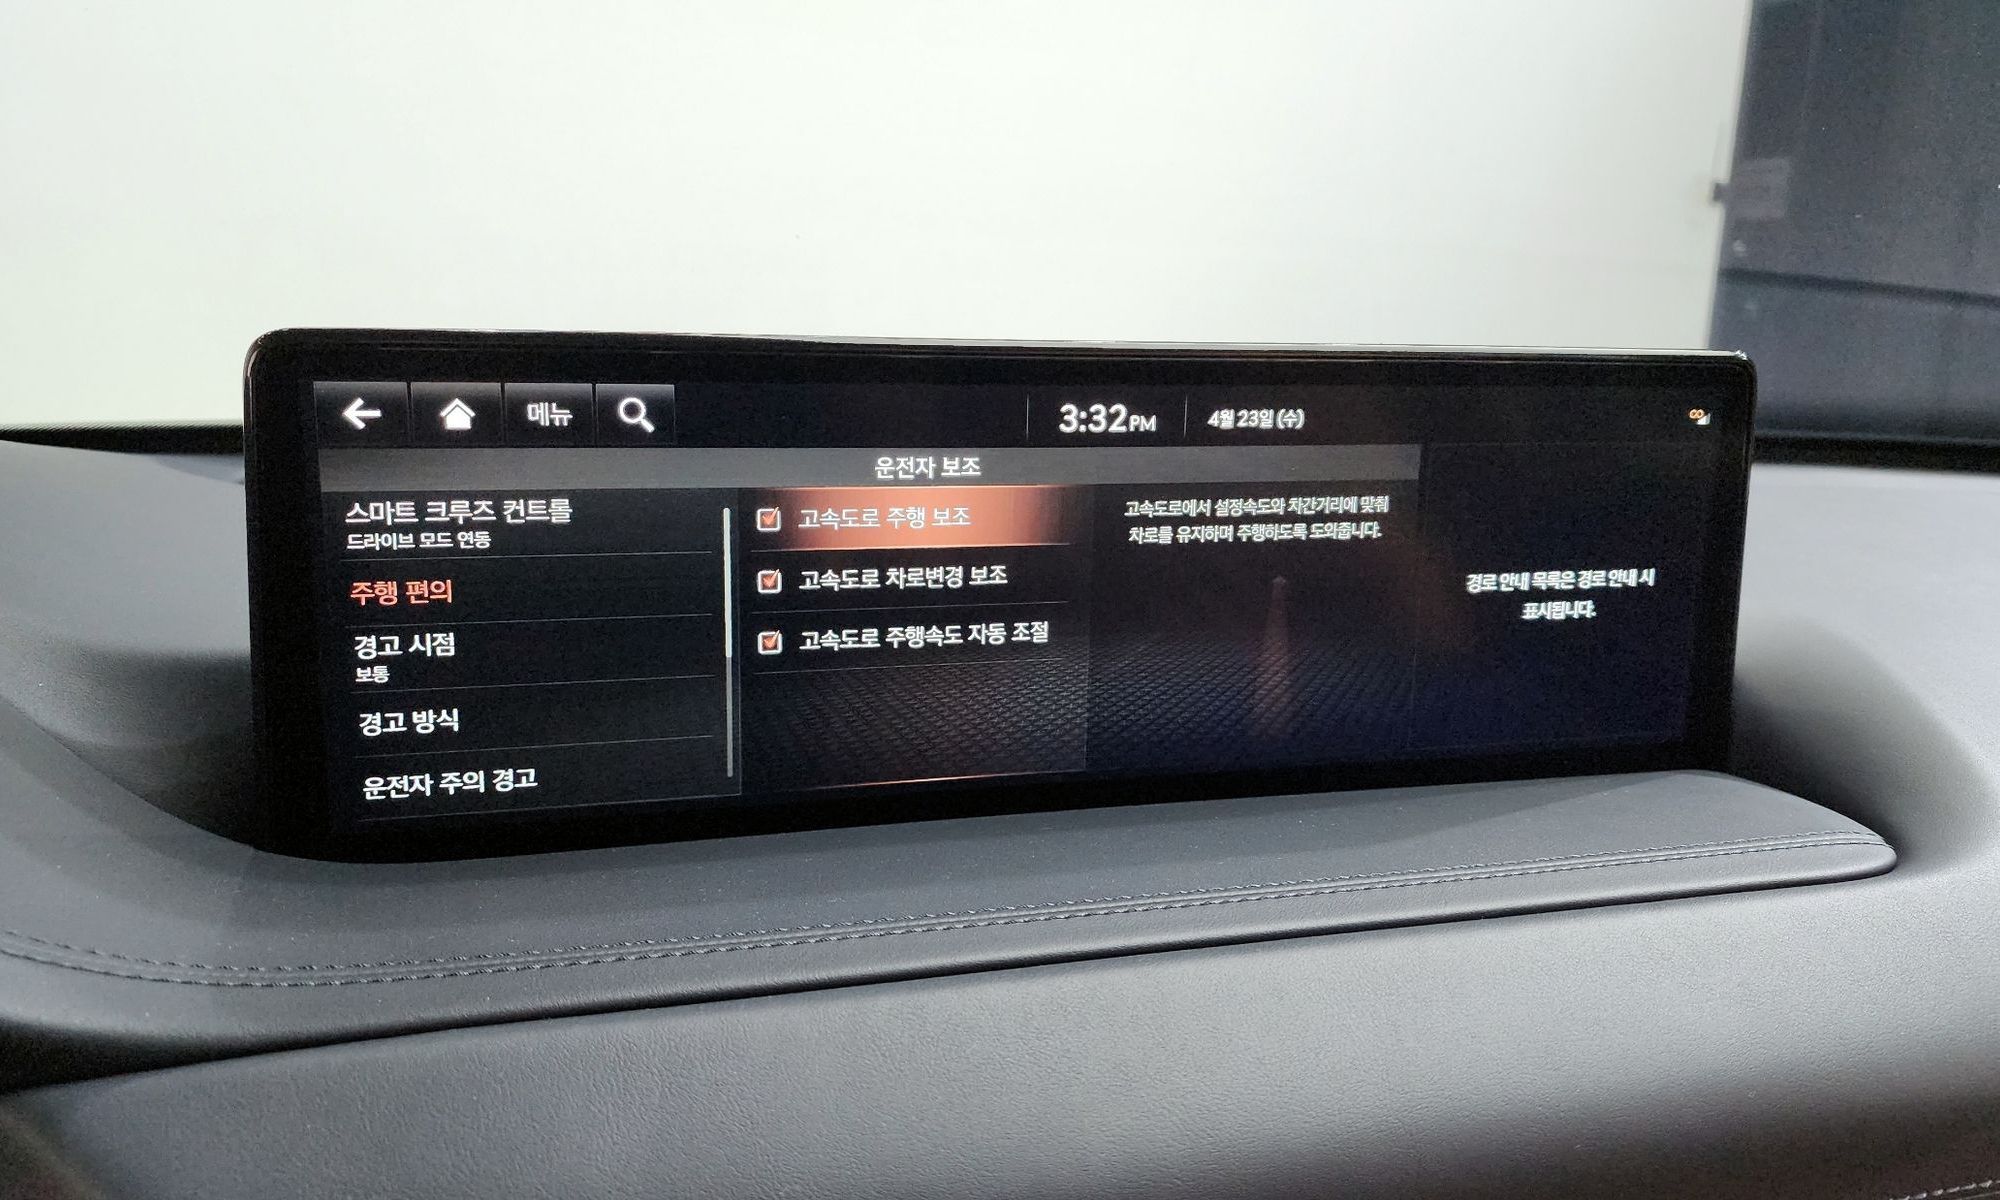 메뉴
3:32PM
4월 23일 (수)
운전자 보조
스마트 크루즈 컨트롤
드라이브 모드 연동
주행 편의
경고 시점
보통
경고 방식
운전자 주의 경고
고속도로 주행 보조
고속도로 차로변경 보조
고속도로 주행속도 자동 조절
고속도로에서 설정속도와 차간거리에 맞춰
차로를 유지하며 주행하도록 도와줍니다.
경로 안내 목록은 경로 안내 시
표시됩니다.